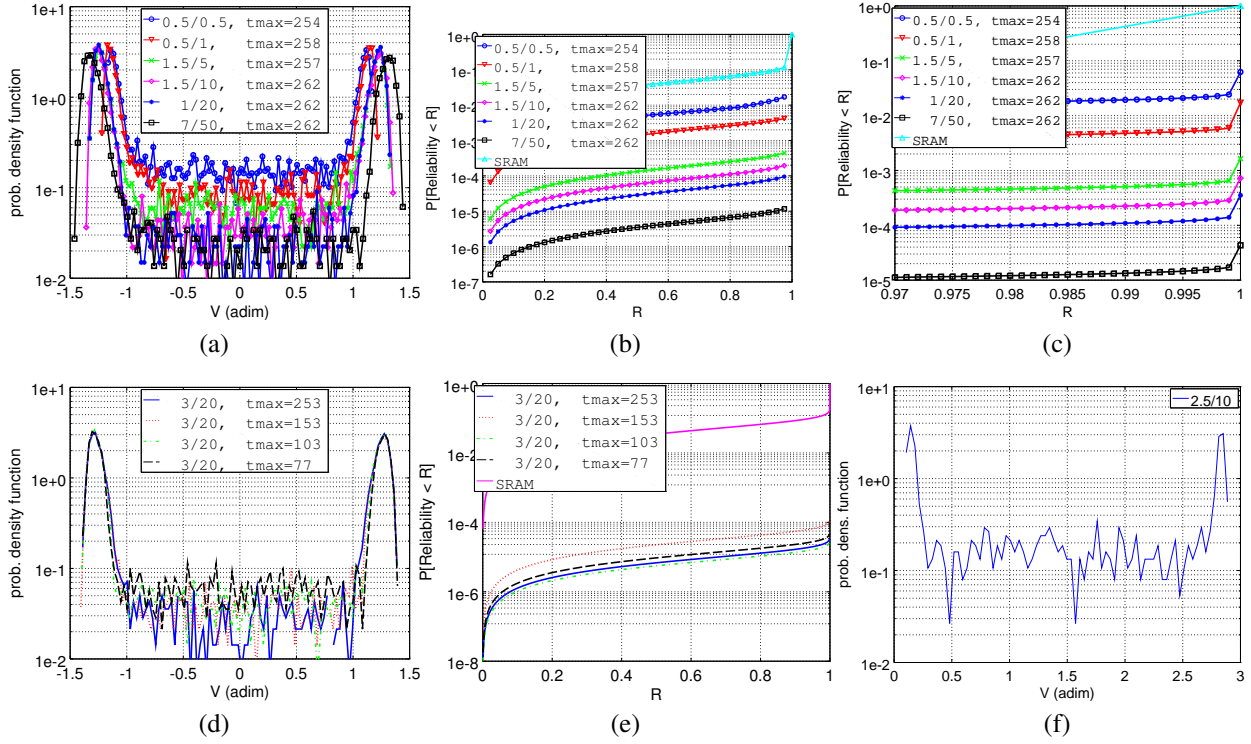 1e+1
1e+0
1e-1
1e-2
prob. density function
-1.5 -1 -0.5 0 0.5 1 1.5
V (adim)
0.5/0.5, tmax=254
0.5/1, tmax=258
1.5/5, tmax=257
1.5/10, tmax=262
1/20, tmax=262
7/50, tmax=262
(a)
1e+0
1e-1
1e-2
1e-4
1e-5
1e-6
1e-7
P[Reliability < R]
0 0.2 0.4 0.6 0.8 1
R
0.5/0.5, tmax=254
0.5/1, tmax=258
1.5/5, tmax=257
1.5/10, tmax=262
1/20, tmax=262
7/50, tmax=262
SRAM
(b)
1e+0
1e-2
1e-3
1e-4
1e-5
P[Reliability < R]
0.97 0.975 0.98 0.985 0.99 0.995 1
R
0.5/0.5, tmax=254
0.5/1, tmax=258
1.5/5, tmax=257
1.5/10, tmax=262
1/20, tmax=262
7/50, tmax=262
SRAM
(c)
1e+1
1e+0
1e-1
1e-2
prob. density function
-1.5 -1 -0.5 0 0.5 1 1.5
V (adim)
3/20, tmax=253
3/20, tmax=153
3/20, tmax=103
3/20, tmax=77
(d)
1e+0
1e-2
1e-4
1e-6
1e-8
P[Reliability < R]
0 0.2 0.4 0.6 0.8 1
R
3/20, tmax=253
3/20, tmax=153
3/20, tmax=103
3/20, tmax=77
SRAM
(e)
1e+1
1e+0
1e-1
1e-2
prob. dens. function
0 0.5 1 1.5 2 2.5 3
V (adim)
2.5/10
(f)